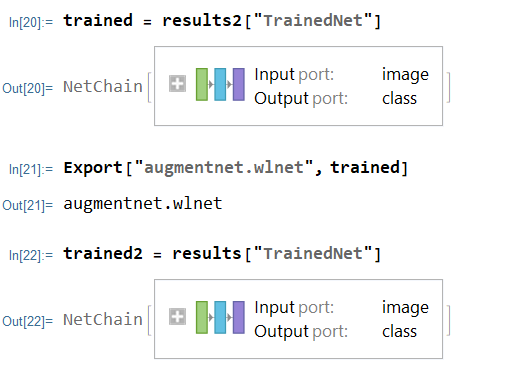 In[20]:= trained = results2["TrainedNet"]
Out[20]= NetChain[ Input port: image
Output port: class ]
In[21]:= Export["augmentnet.wlnet", trained]
Out[21]= augmentnet.wlnet
In[22]:= trained2 = results["TrainedNet"]
Out[22]= NetChain[ Input port: image
Output port: class ]